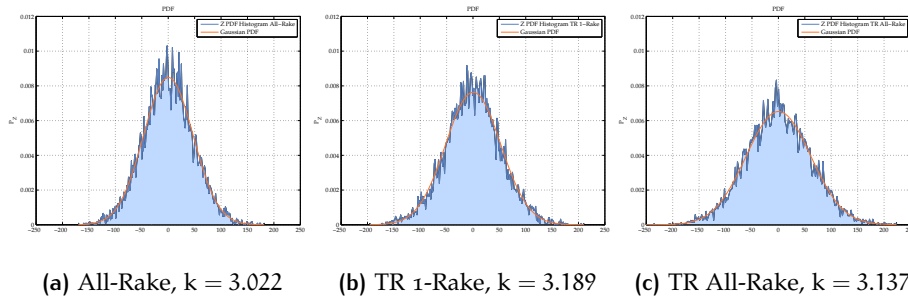 PDF
Z PDF Histogram All-Rake
Gaussian PDF
0.012
0.01
0.008
0.006
0.004
0.002
0
P_Z
-250 -200 -150 -100 -50 0 50 100 150 200 250
PDF
Z PDF Histogram TR 1-Rake
Gaussian PDF
0.012
0.01
0.008
0.006
0.004
0.002
0
P_Z
-250 -200 -150 -100 -50 0 50 100 150 200 250
PDF
Z PDF Histogram TR All-Rake
Gaussian PDF
0.012
0.01
0.008
0.006
0.004
0.002
0
P_Z
-250 -200 -150 -100 -50 0 50 100 150 200
(a) All-Rake, k = 3.022
(b) TR 1-Rake, k = 3.189
(c) TR All-Rake, k = 3.137